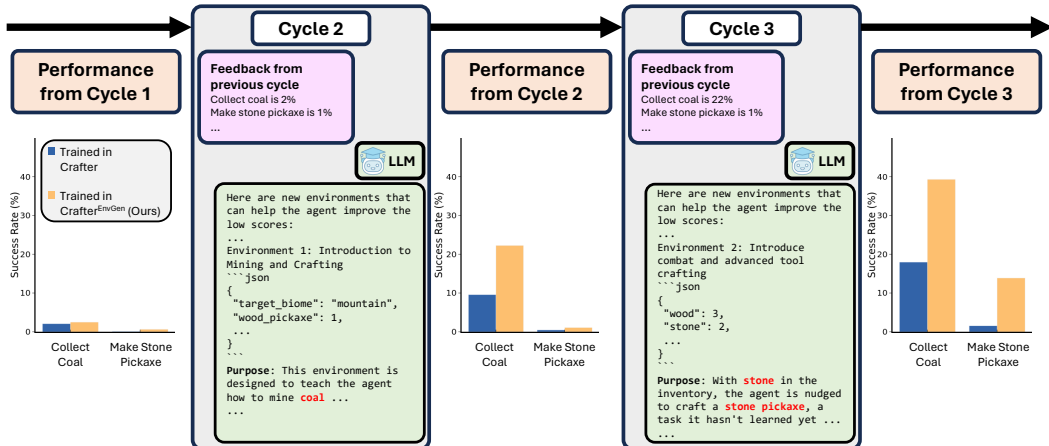 Performance
from Cycle 1
Success Rate (%)
40
30
20
10
0
Trained in
Crafter
Trained in
Crafter^EnvGen (Ours)
Collect
Coal
Make Stone
Pickaxe
Cycle 2
Feedback from
previous cycle
Collect coal is 2%
Make stone pickaxe is 1%
...
LLM
Here are new environments that
can help the agent improve the
low scores:
...
Environment 1: Introduction to
Mining and Crafting
```json
{
"target_biome": "mountain",
"wood_pickaxe": 1,
...
}
```
Purpose: This environment is
designed to teach the agent
how to mine coal ...
...
Performance
from Cycle 2
Success Rate (%)
40
30
20
10
0
Collect
Coal
Make Stone
Pickaxe
Cycle 3
Feedback from
previous cycle
Collect coal is 22%
Make stone pickaxe is 1%
...
LLM
Here are new environments that
can help the agent improve the
low scores:
...
Environment 2: Introduce
combat and advanced tool
crafting
```json
{
"wood": 3,
"stone": 2,
...
}
```
Purpose: With stone in the
inventory, the agent is nudged
to craft a stone pickaxe, a
task it hasn't learned yet ...
...
Performance
from Cycle 3
Success Rate (%)
40
30
20
10
0
Collect
Coal
Make Stone
Pickaxe